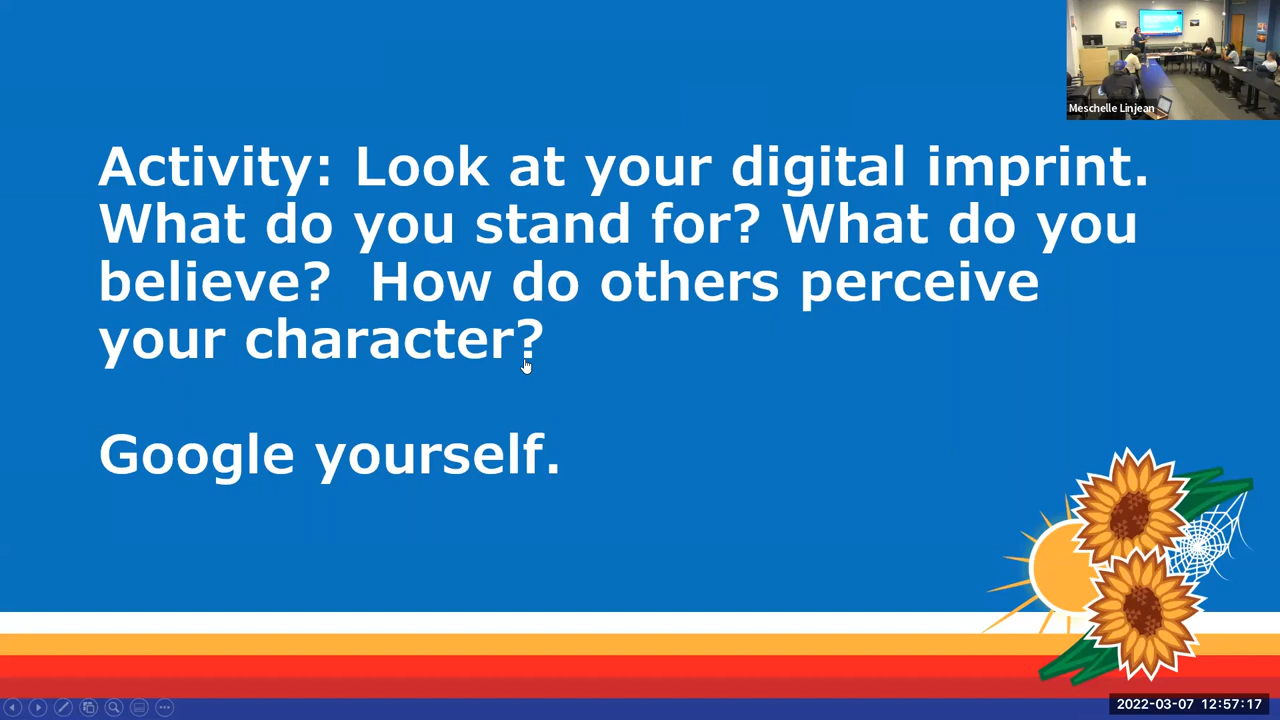 Meschelle Linjean
Activity: Look at your digital imprint.
What do you stand for? What do you
believe?  How do others perceive
your character?
Google yourself.
2022-03-07 12:57:17